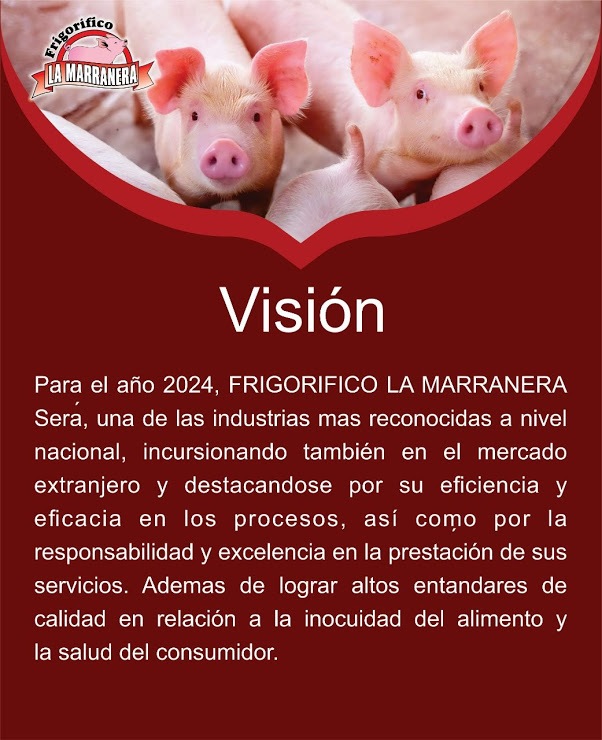 Frigorífico
LA MARRANERA
Visión
Para el año 2024, FRIGORIFICO LA MARRANERA
Será, una de las industrias mas reconocidas a nivel
nacional, incursionando también en el mercado
extranjero y destacandose por su eficiencia y
eficacia en los procesos, así como por la
responsabilidad y excelencia en la prestación de sus
servicios. Ademas de lograr altos entandares de
calidad en relación a la inocuidad del alimento y
la salud del consumidor.